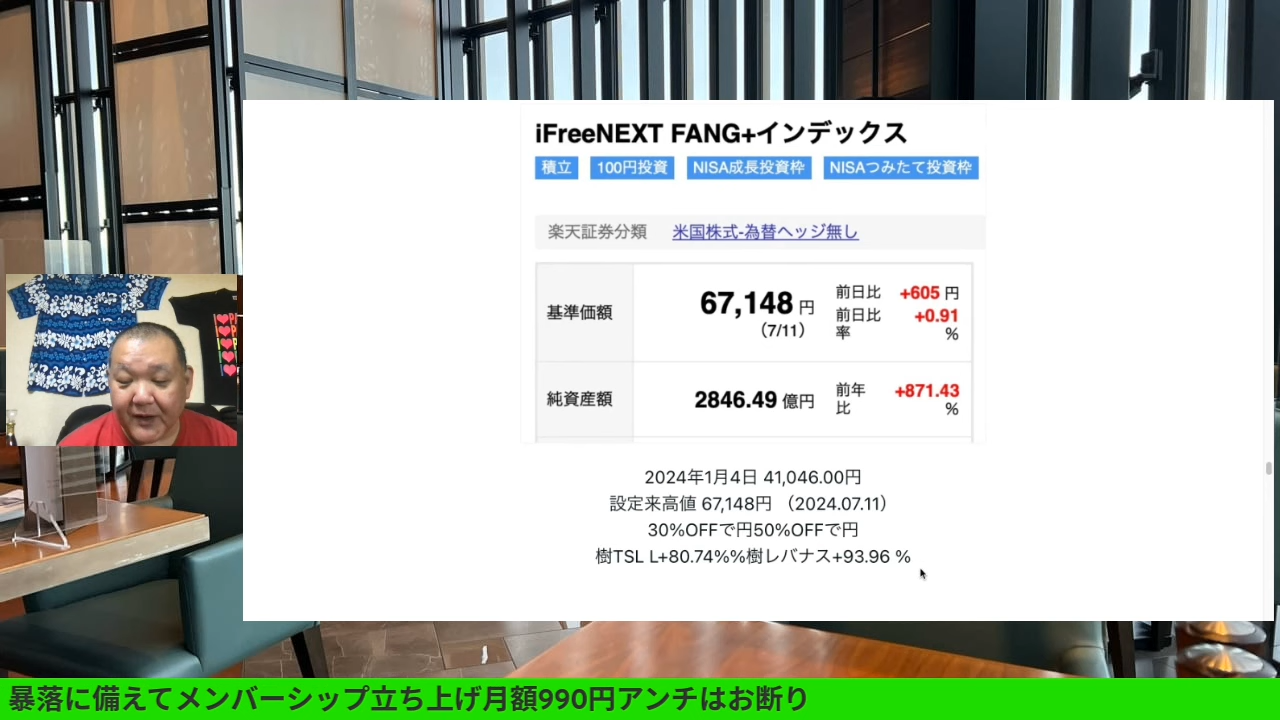 iFreeNEXT FANG+インデックス
積立 100円投資 NISA成長投資枠 NISAつみたて投資枠
楽天証券分類 米国株式-為替ヘッジ無し
基準価額
67,148 円
(7/11)
前日比 +605 円
前日比率 +0.91 %
純資産額
2846.49 億円
前年比 +871.43 %
2024年1月4日 41,046.00円
設定来高値 67,148円 （2024.07.11）
30%OFFで円50%OFFで円
樹TSL L+80.74%%樹レバナス+93.96 %
暴落に備えてメンバーシップ立ち上げ月額990円アンチはお断り